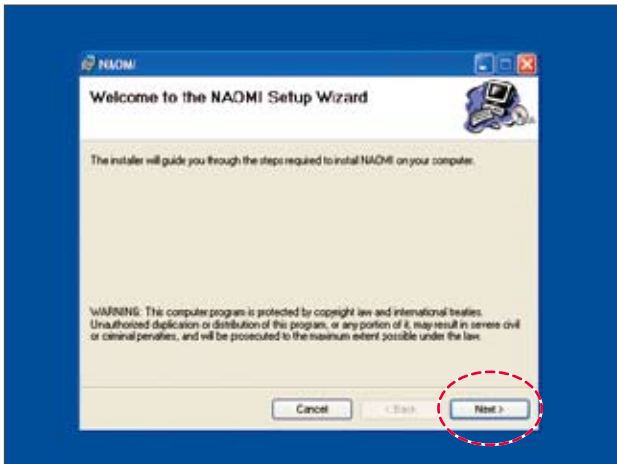 NAOMI
Welcome to the NAOMI Setup Wizard
The installer will guide you through the steps required to install NAOMI on your computer.
WARNING: This computer program is protected by copyright law and international treaties.
Unauthorized duplication or distribution of this program, or any portion of it, may result in severe civil
or criminal penalties, and will be prosecuted to the maximum extent possible under the law.
Cancel < Back Next >